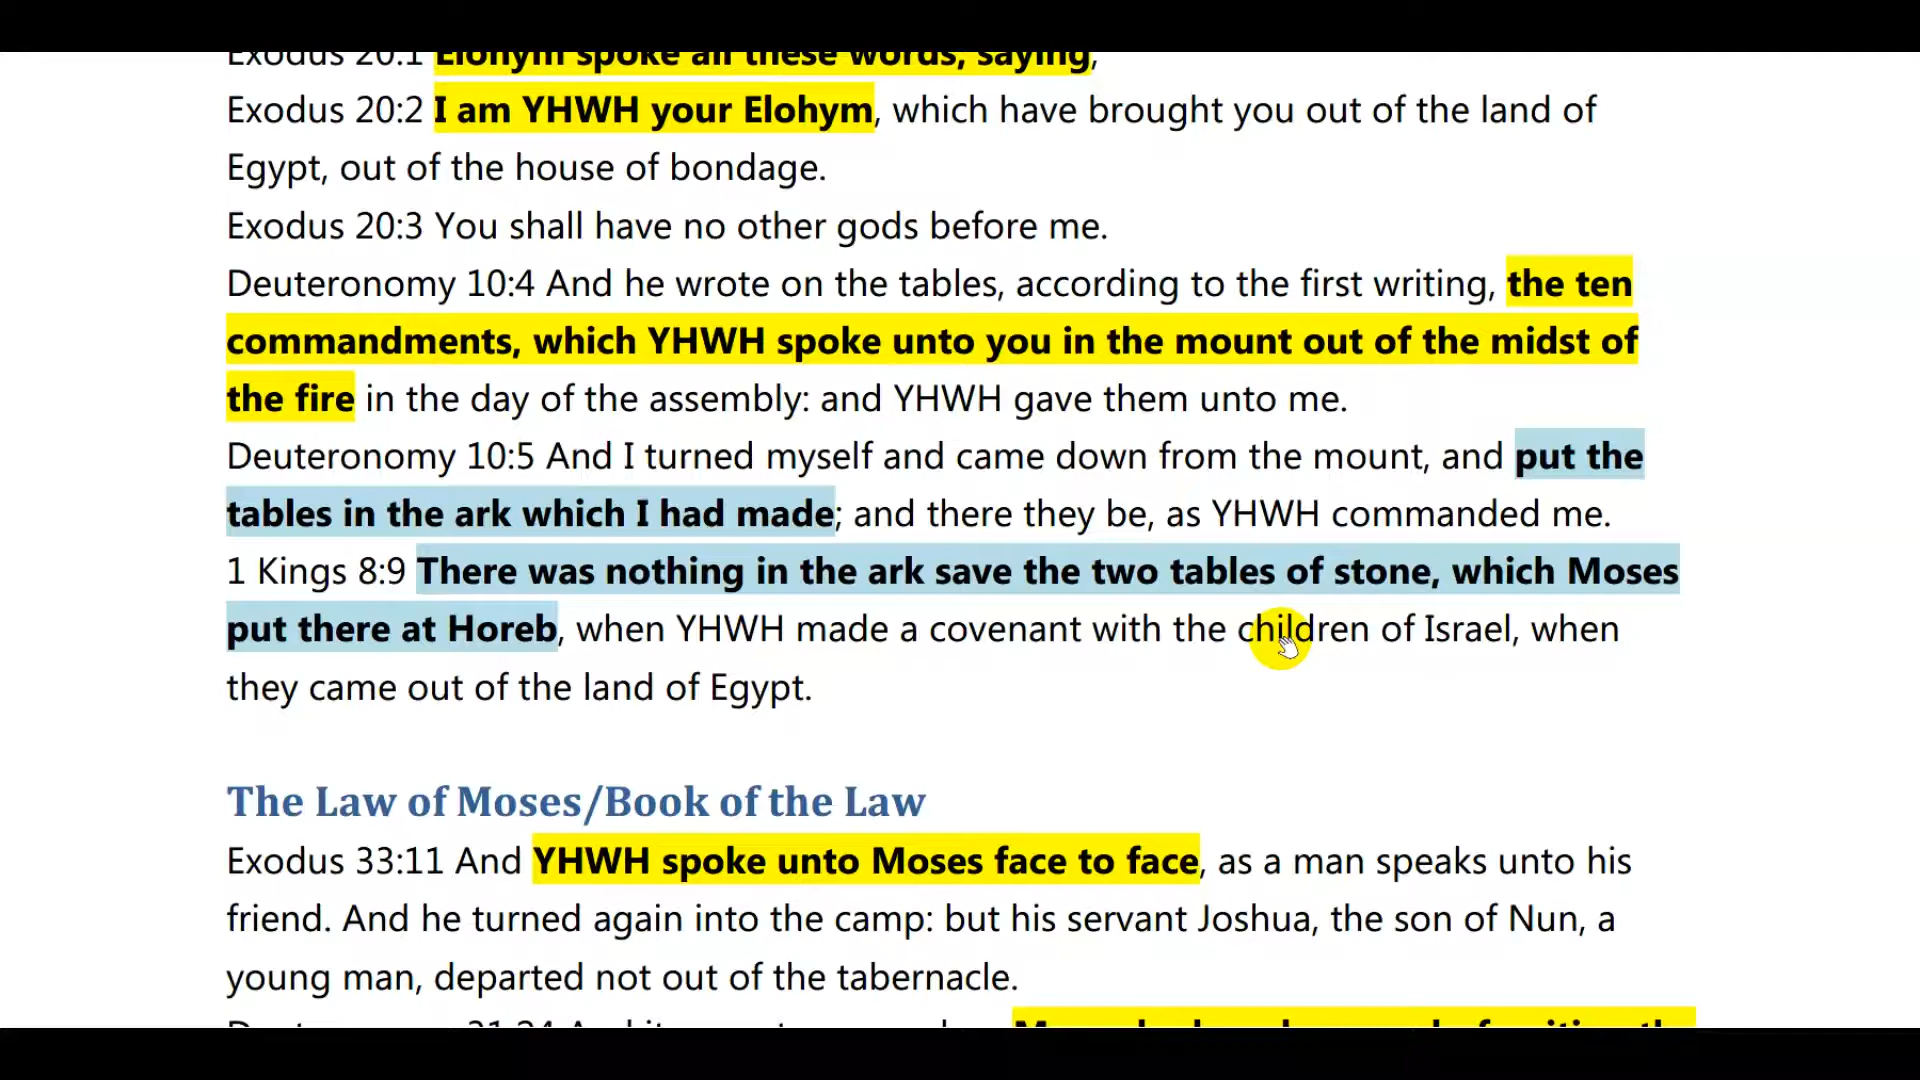 Exodus 20:1 Elohym spoke all these words, saying,
Exodus 20:2 I am YHWH your Elohym, which have brought you out of the land of
Egypt, out of the house of bondage.
Exodus 20:3 You shall have no other gods before me.
Deuteronomy 10:4 And he wrote on the tables, according to the first writing, the ten
commandments, which YHWH spoke unto you in the mount out of the midst of
the fire in the day of the assembly: and YHWH gave them unto me.
Deuteronomy 10:5 And I turned myself and came down from the mount, and put the
tables in the ark which I had made; and there they be, as YHWH commanded me.
1 Kings 8:9 There was nothing in the ark save the two tables of stone, which Moses
put there at Horeb, when YHWH made a covenant with the children of Israel, when
they came out of the land of Egypt.
The Law of Moses/Book of the Law
Exodus 33:11 And YHWH spoke unto Moses face to face, as a man speaks unto his
friend. And he turned again into the camp: but his servant Joshua, the son of Nun, a
young man, departed not out of the tabernacle.